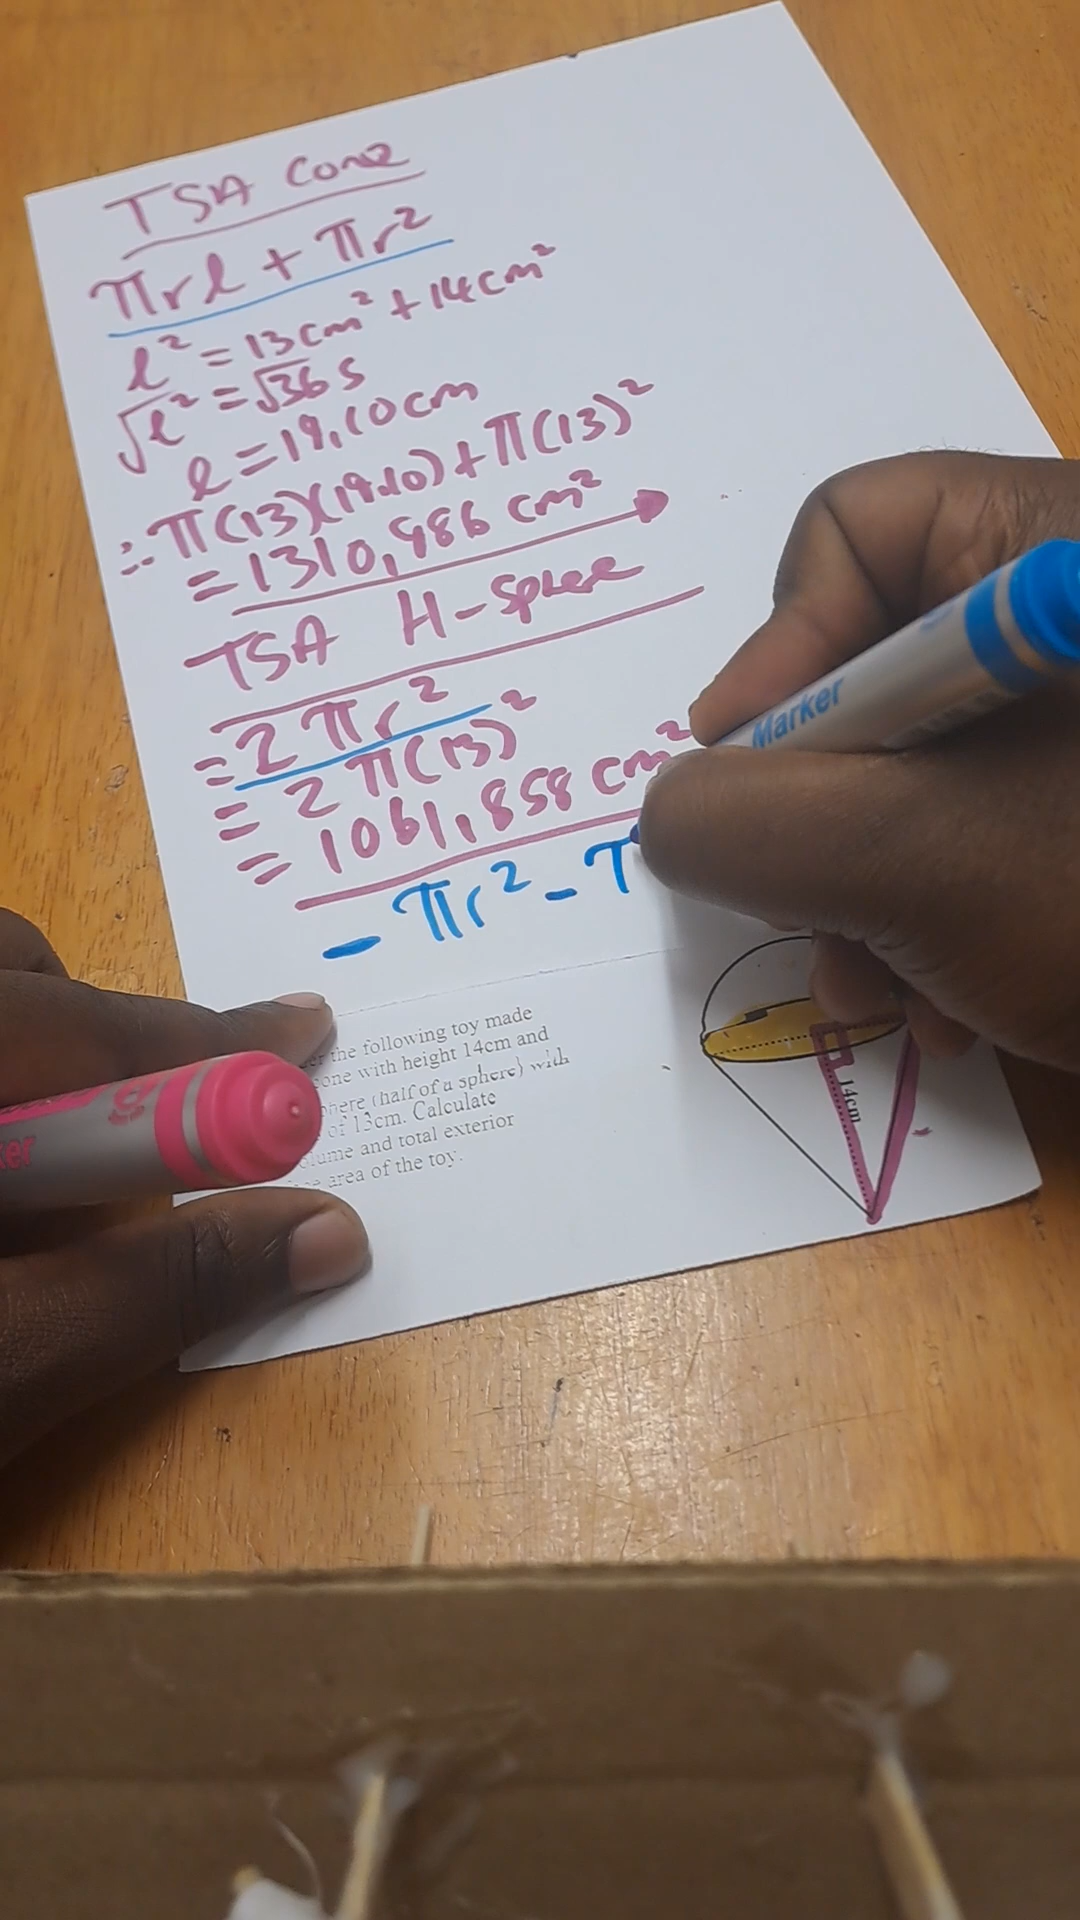 TSA Cone
πrl + πr²
l² = 13cm² + 14cm²
√l² = √365
l = 19,10cm
∴ π(13)(19.10) + π(13)²
= 1310,986 cm²
TSA H-Sphere
= 2πr²
= 2π(13)²
= 1061,858 cm²
- πr² -
the following toy made
cone with height 14cm and
(half of a sphere) with
of 13cm. Calculate
and total exterior
area of the toy.
14cm
Marker